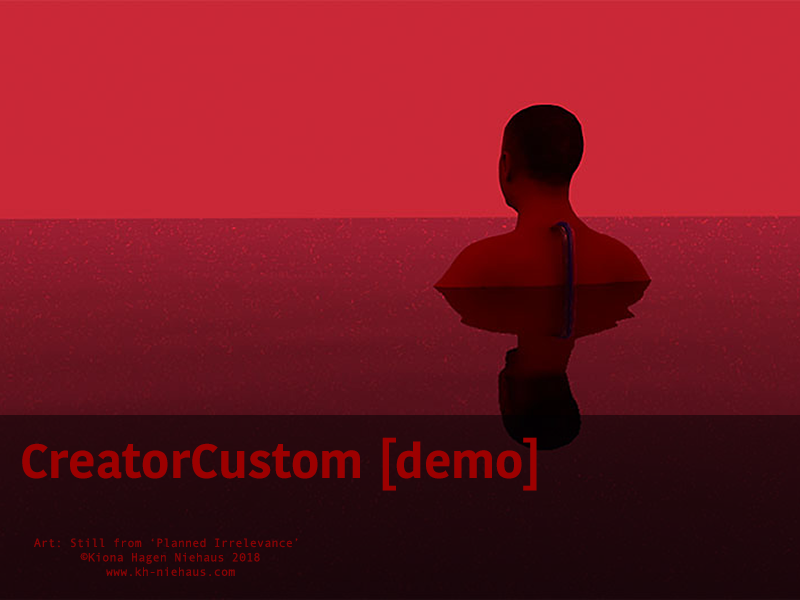 CreatorCustom [demo]
Art: Still from 'Planned Irrelevance'
©Kiona Hagen Niehaus 2018
www.kh-niehaus.com